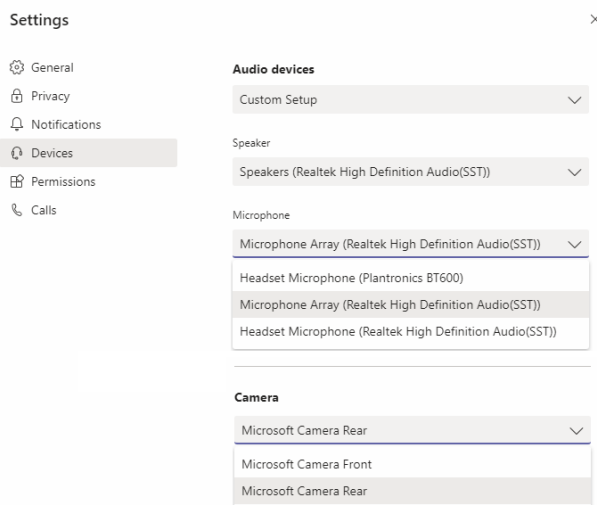 Settings
General
Privacy
Notifications
Devices
Permissions
Calls
Audio devices
Custom Setup
Speaker
Speakers (Realtek High Definition Audio(SST))
Microphone
Microphone Array (Realtek High Definition Audio(SST))
Headset Microphone (Plantronics BT600)
Microphone Array (Realtek High Definition Audio(SST))
Headset Microphone (Realtek High Definition Audio(SST))
Camera
Microsoft Camera Rear
Microsoft Camera Front
Microsoft Camera Rear